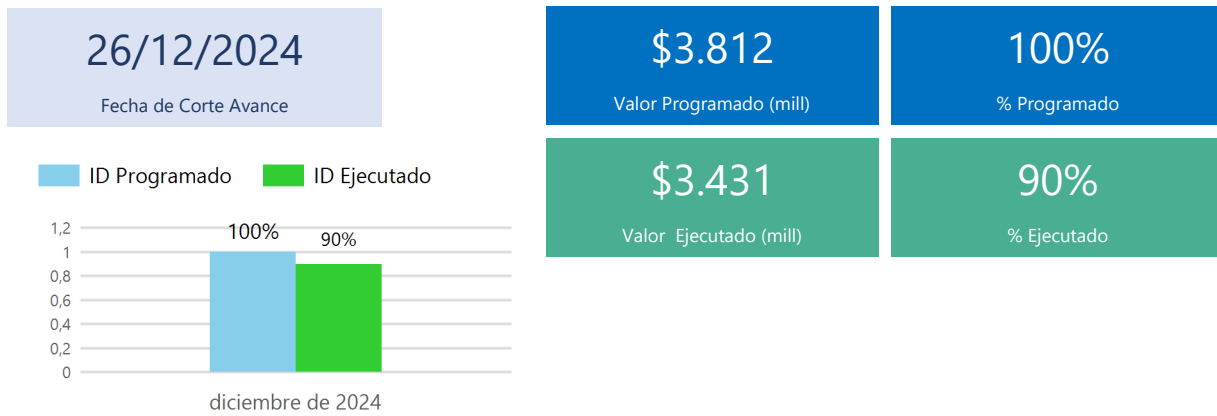 26/12/2024
Fecha de Corte Avance
$3.812
Valor Programado (mill)
100%
% Programado
$3.431
Valor  Ejecutado (mill)
90%
% Ejecutado
ID Programado
ID Ejecutado
1,2
1
0,8
0,6
0,4
0,2
0
100%
90%
diciembre de 2024